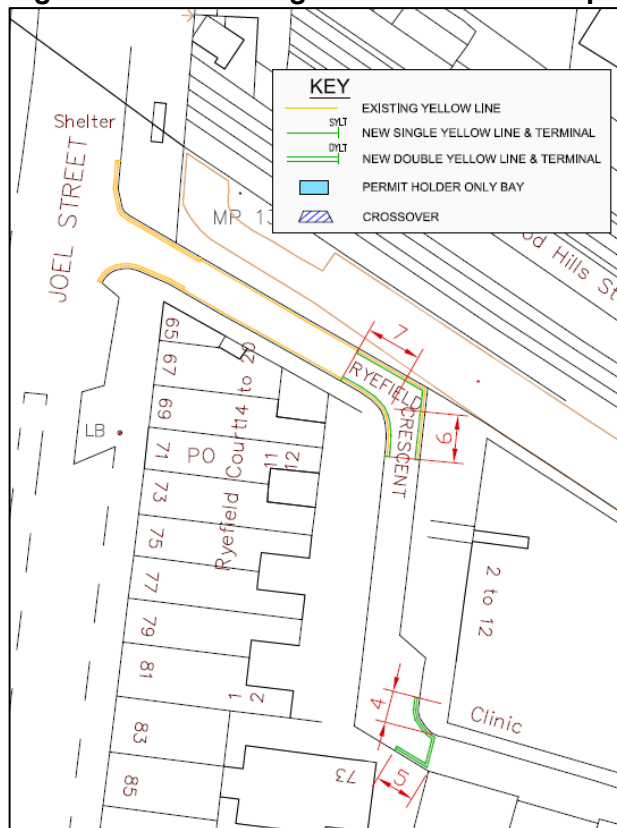 KEY
EXISTING YELLOW LINE
SYLT
NEW SINGLE YELLOW LINE & TERMINAL
DYLT
NEW DOUBLE YELLOW LINE & TERMINAL
PERMIT HOLDER ONLY BAY
CROSSOVER
Shelter
JOEL STREET
MP 13
od Hills St
7
RYEFIELD
CRESCENT
9
65
67
69
71
73
75
77
79
81
83
85
LB
PO
Ryefield Court
14 to 20
11
12
1
2
2 to 12
Clinic
4
5
73